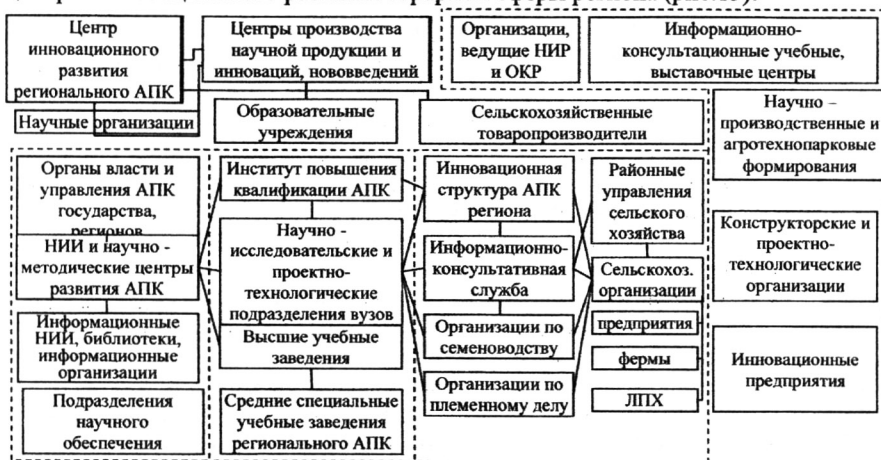 Центр
инновационного
развития
регионального АПК
Центры производства
научной продукции и
инноваций, нововведений
Организации,
ведущие НИР
и ОКР
Информационно-
консультационные учебные,
выставочные центры
Научные организации
Образовательные
учреждения
Сельскохозяйственные
товаропроизводители
Научно –
производственные и
агротехнопарковые
формирования
Органы власти и
управления АПК
государства,
регионов
НИИ и научно -
методические центры
развития АПК
Информационные
НИИ, библиотеки,
информационные
организации
Подразделения
научного
обеспечения
Институт повышения
квалификации АПК
Научно -
исследовательские и
проектно-
технологические
подразделения вузов
Высшие учебные
заведения
Средние специальные
учебные заведения
регионального АПК
Инновационная
структура АПК
региона
Информационно-
консультативная
служба
Организации по
семеноводству
Организации по
племенному делу
Районные
управления
сельского
хозяйства
Сельскохоз.
организации
предприятия
фермы
ЛПХ
Конструкторские и
проектно-
технологические
организации
Инновационные
предприятия